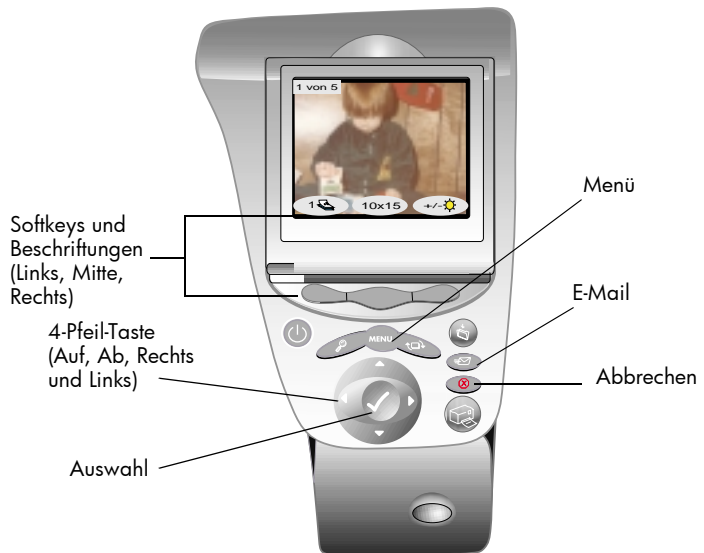 1 von 5
1
10x15
+/-
Menü
Softkeys und
Beschriftungen
(Links, Mitte,
Rechts)
E-Mail
MENU
4-Pfeil-Taste
(Auf, Ab, Rechts
und Links)
Abbrechen
Auswahl